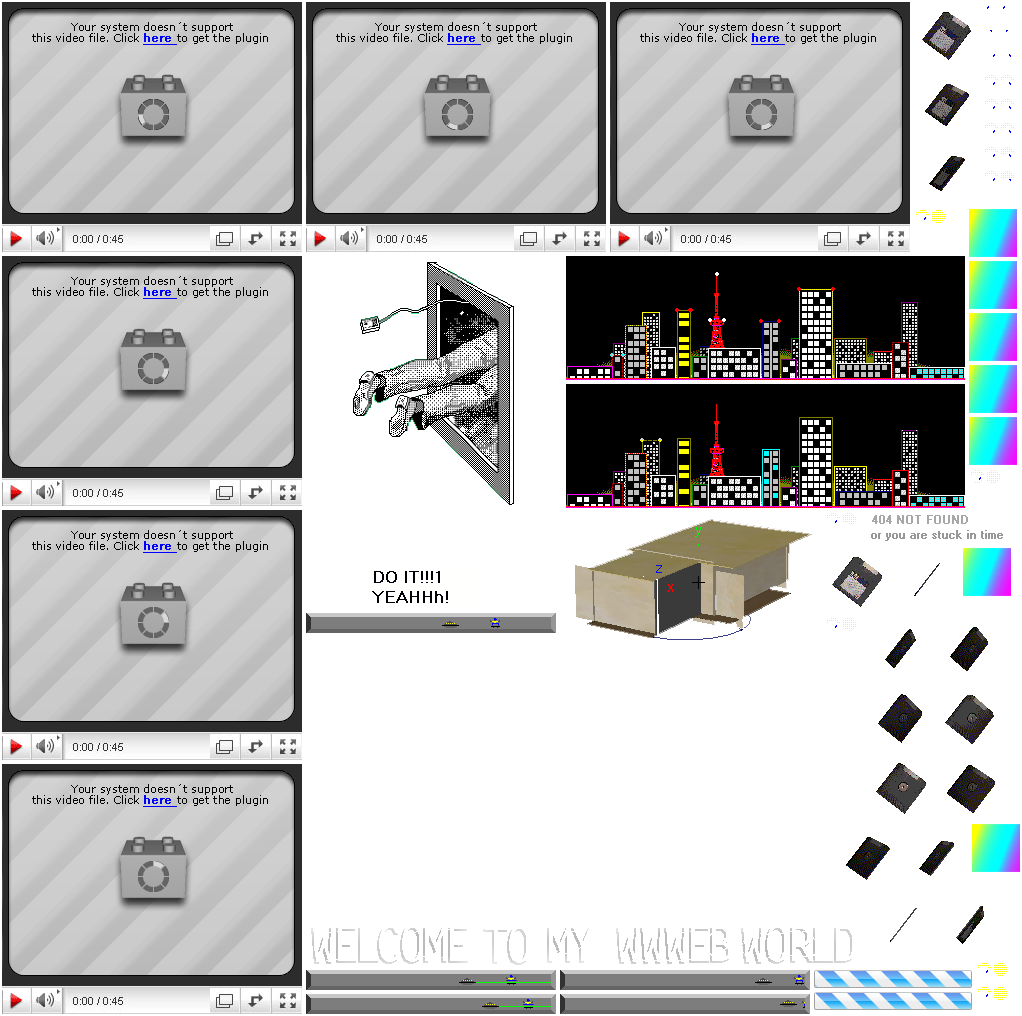 Your system doesn´t support
this video file. Click here to get the plugin
0:00 / 0:45
Your system doesn´t support
this video file. Click here to get the plugin
0:00 / 0:45
Your system doesn´t support
this video file. Click here to get the plugin
0:00 / 0:45
Your system doesn´t support
this video file. Click here to get the plugin
0:00 / 0:45
Your system doesn´t support
this video file. Click here to get the plugin
0:00 / 0:45
404 NOT FOUND
or you are stuck in time
y
z
x
DO IT!!!1
YEAHHh!
Your system doesn´t support
this video file. Click here to get the plugin
0:00 / 0:45
WELCOME TO MY WWWEB WORLD